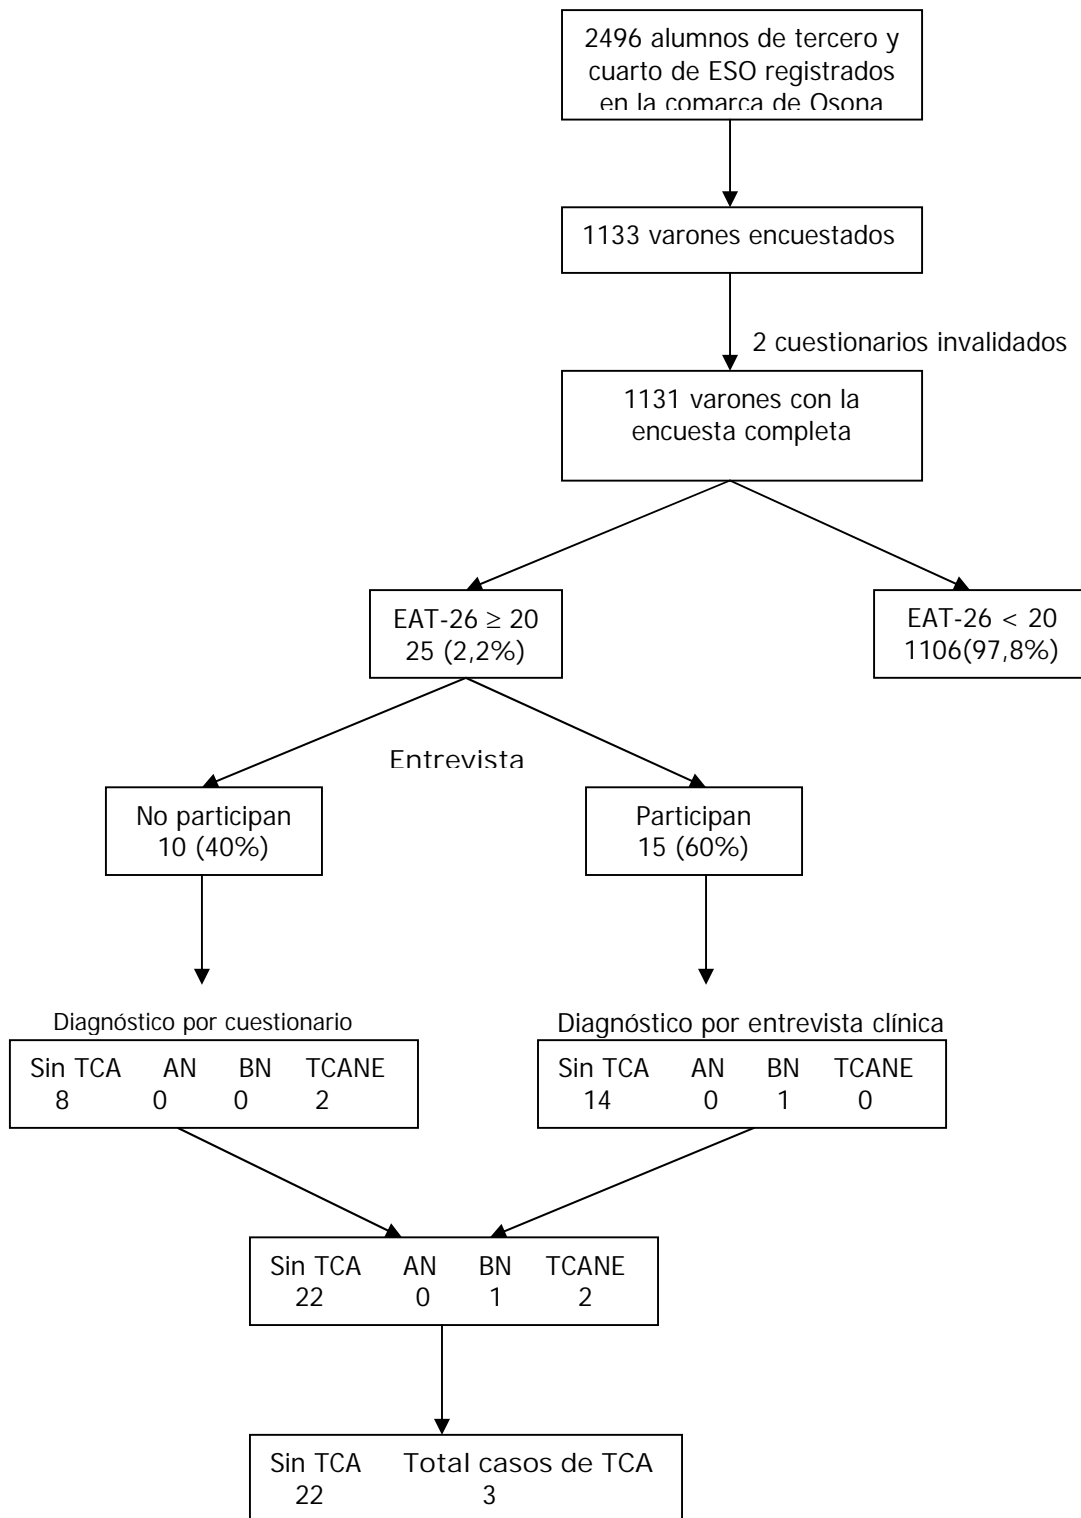 2496 alumnos de tercero y
cuarto de ESO registrados
en la comarca de Osona
1133 varones encuestados
2 cuestionarios invalidados
1131 varones con la
encuesta completa
EAT-26 ≥ 20
25 (2,2%)
EAT-26 < 20
1106(97,8%)
Entrevista
No participan
10 (40%)
Participan
15 (60%)
Diagnóstico por cuestionario
Sin TCA AN BN TCANE
8 0 0 2
Diagnóstico por entrevista clínica
Sin TCA AN BN TCANE
14 0 1 0
Sin TCA AN BN TCANE
22 0 1 2
Sin TCA Total casos de TCA
22 3